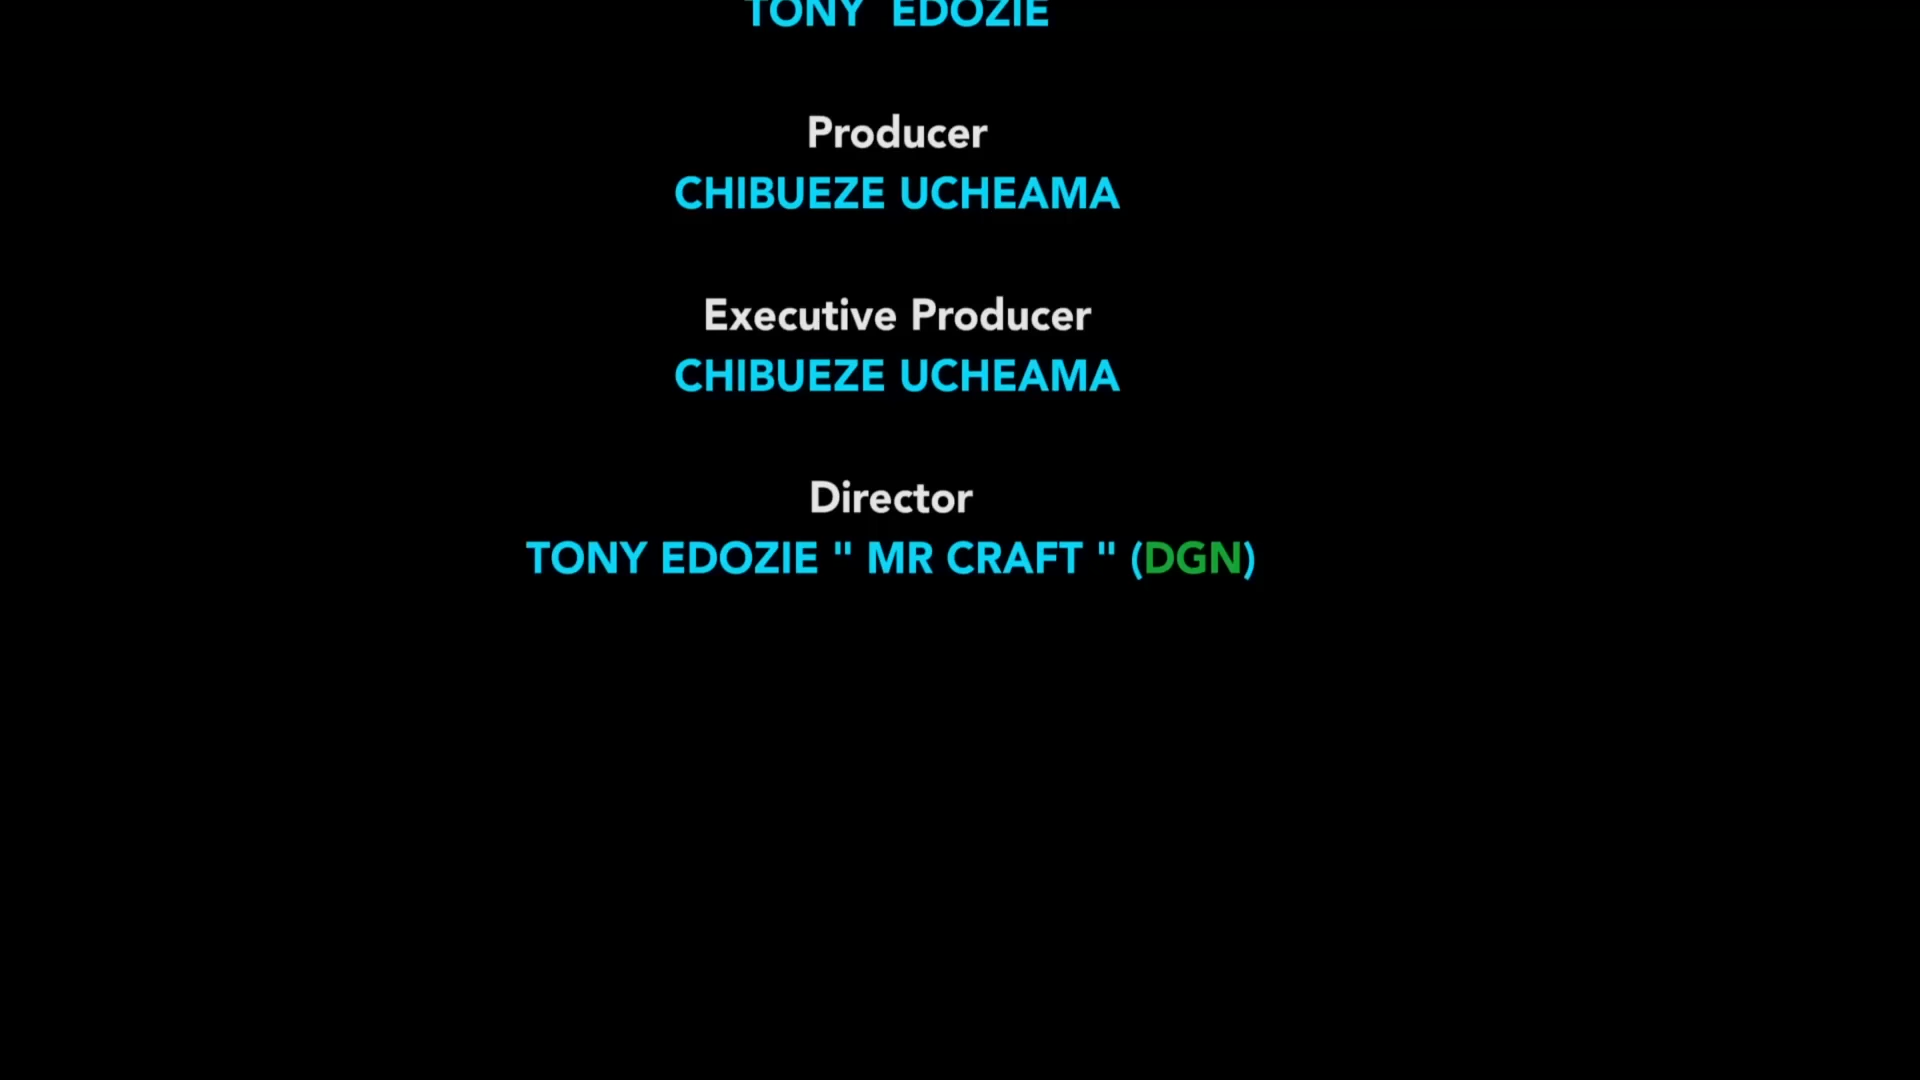 TONY EDOZIE
Producer
CHIBUEZE UCHEAMA
Executive Producer
CHIBUEZE UCHEAMA
Director
TONY EDOZIE " MR CRAFT " (DGN)